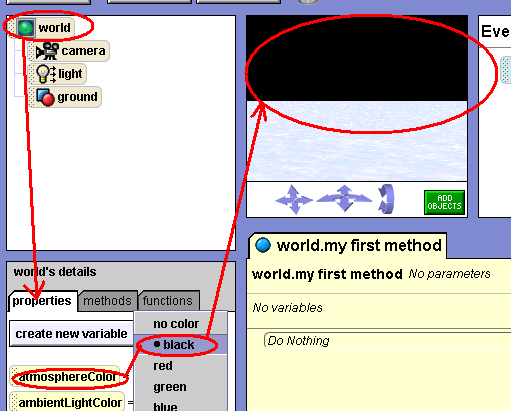 world
camera
light
ground
Eve
ADD
OBJECTS
world.my first method
world.my first method No parameters
No variables
Do Nothing
world's details
properties
methods
functions
create new variable
no color
black
red
green
blue
atmosphereColor
ambientLightColor =